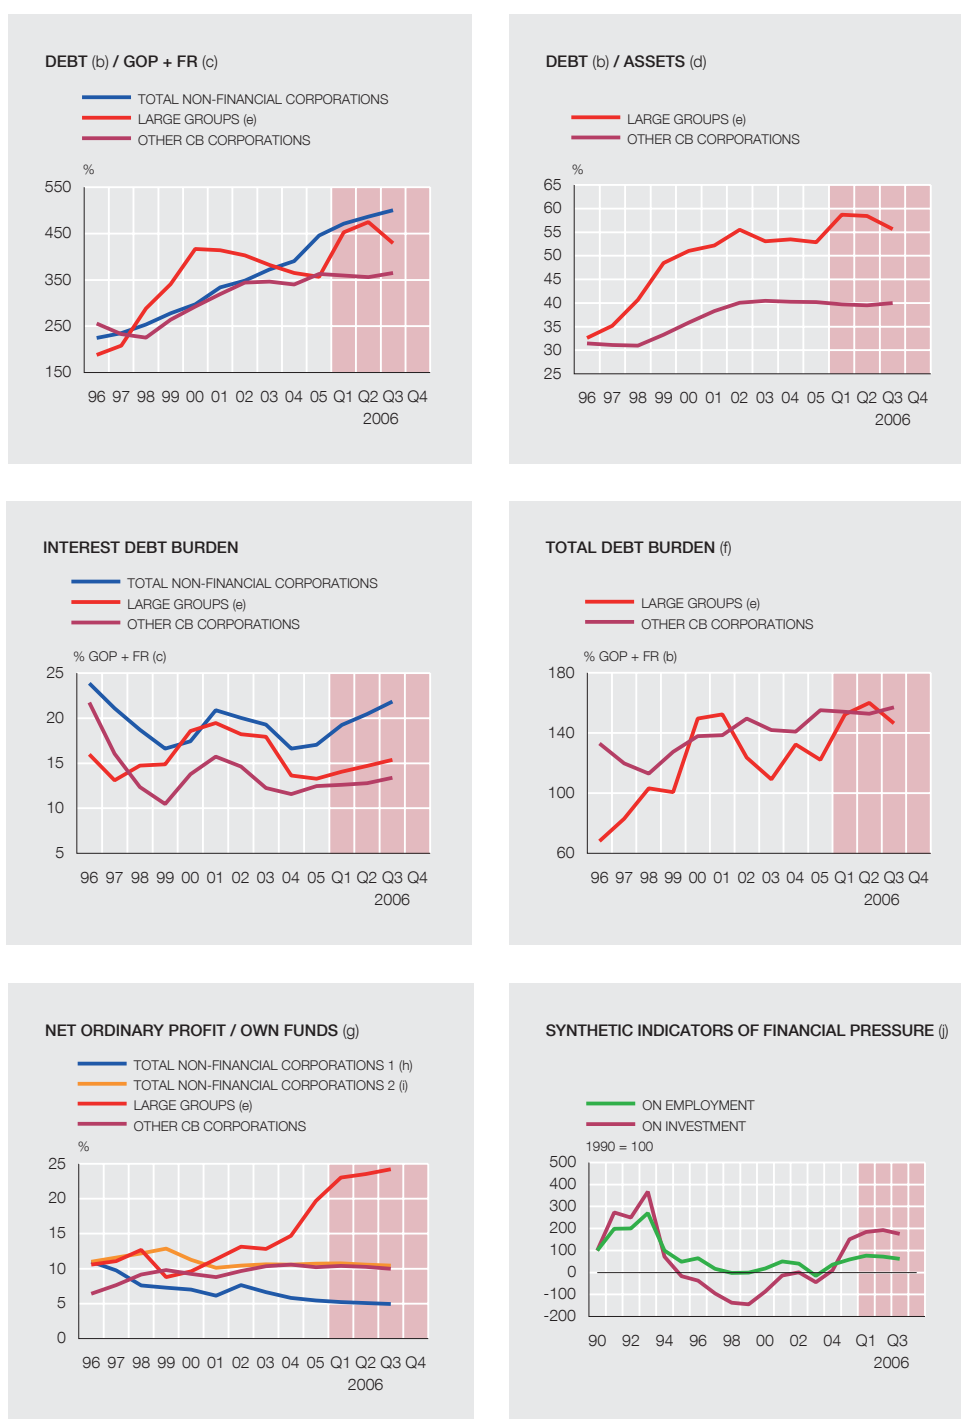 DEBT (b) / GOP + FR (c)
TOTAL NON-FINANCIAL CORPORATIONS
LARGE GROUPS (e)
OTHER CB CORPORATIONS
%
550
450
350
250
150
96 97 98 99 00 01 02 03 04 05 Q1 Q2 Q3 Q4
2006
DEBT (b) / ASSETS (d)
LARGE GROUPS (e)
OTHER CB CORPORATIONS
%
65
60
55
50
45
40
35
30
25
96 97 98 99 00 01 02 03 04 05 Q1 Q2 Q3 Q4
2006
INTEREST DEBT BURDEN
TOTAL NON-FINANCIAL CORPORATIONS
LARGE GROUPS (e)
OTHER CB CORPORATIONS
% GOP + FR (c)
25
20
15
10
5
96 97 98 99 00 01 02 03 04 05 Q1 Q2 Q3 Q4
2006
TOTAL DEBT BURDEN (f)
LARGE GROUPS (e)
OTHER CB CORPORATIONS
% GOP + FR (b)
180
140
100
60
96 97 98 99 00 01 02 03 04 05 Q1 Q2 Q3 Q4
2006
NET ORDINARY PROFIT / OWN FUNDS (g)
TOTAL NON-FINANCIAL CORPORATIONS 1 (h)
TOTAL NON-FINANCIAL CORPORATIONS 2 (i)
LARGE GROUPS (e)
OTHER CB CORPORATIONS
%
25
20
15
10
5
0
96 97 98 99 00 01 02 03 04 05 Q1 Q2 Q3 Q4
2006
SYNTHETIC INDICATORS OF FINANCIAL PRESSURE (j)
ON EMPLOYMENT
ON INVESTMENT
1990 = 100
500
400
300
200
100
0
-100
-200
90 92 94 96 98 00 02 04 Q1 Q3
2006